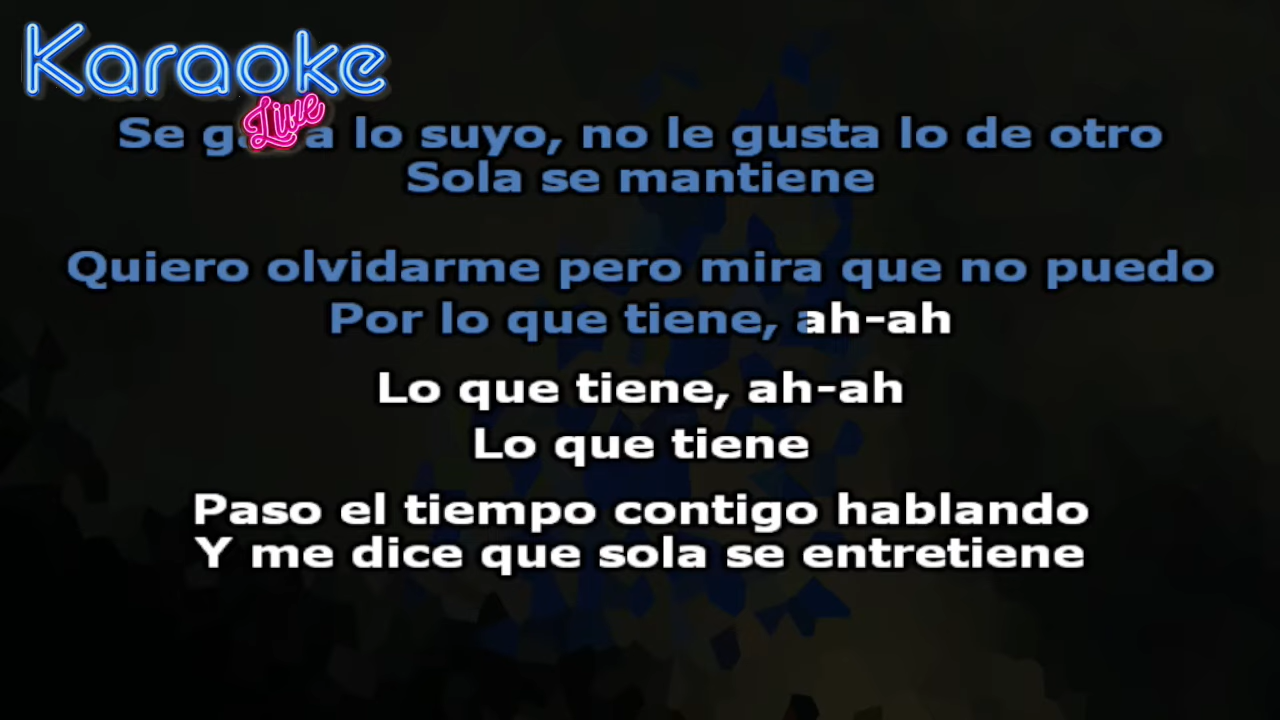 Karaoke
Live
Se lo suyo, no le gusta lo de otro
Sola se mantiene
Quiero olvidarme pero mira que no puedo
Por lo que tiene, ah-ah
Lo que tiene, ah-ah
Lo que tiene
Paso el tiempo contigo hablando
Y me dice que sola se entretiene